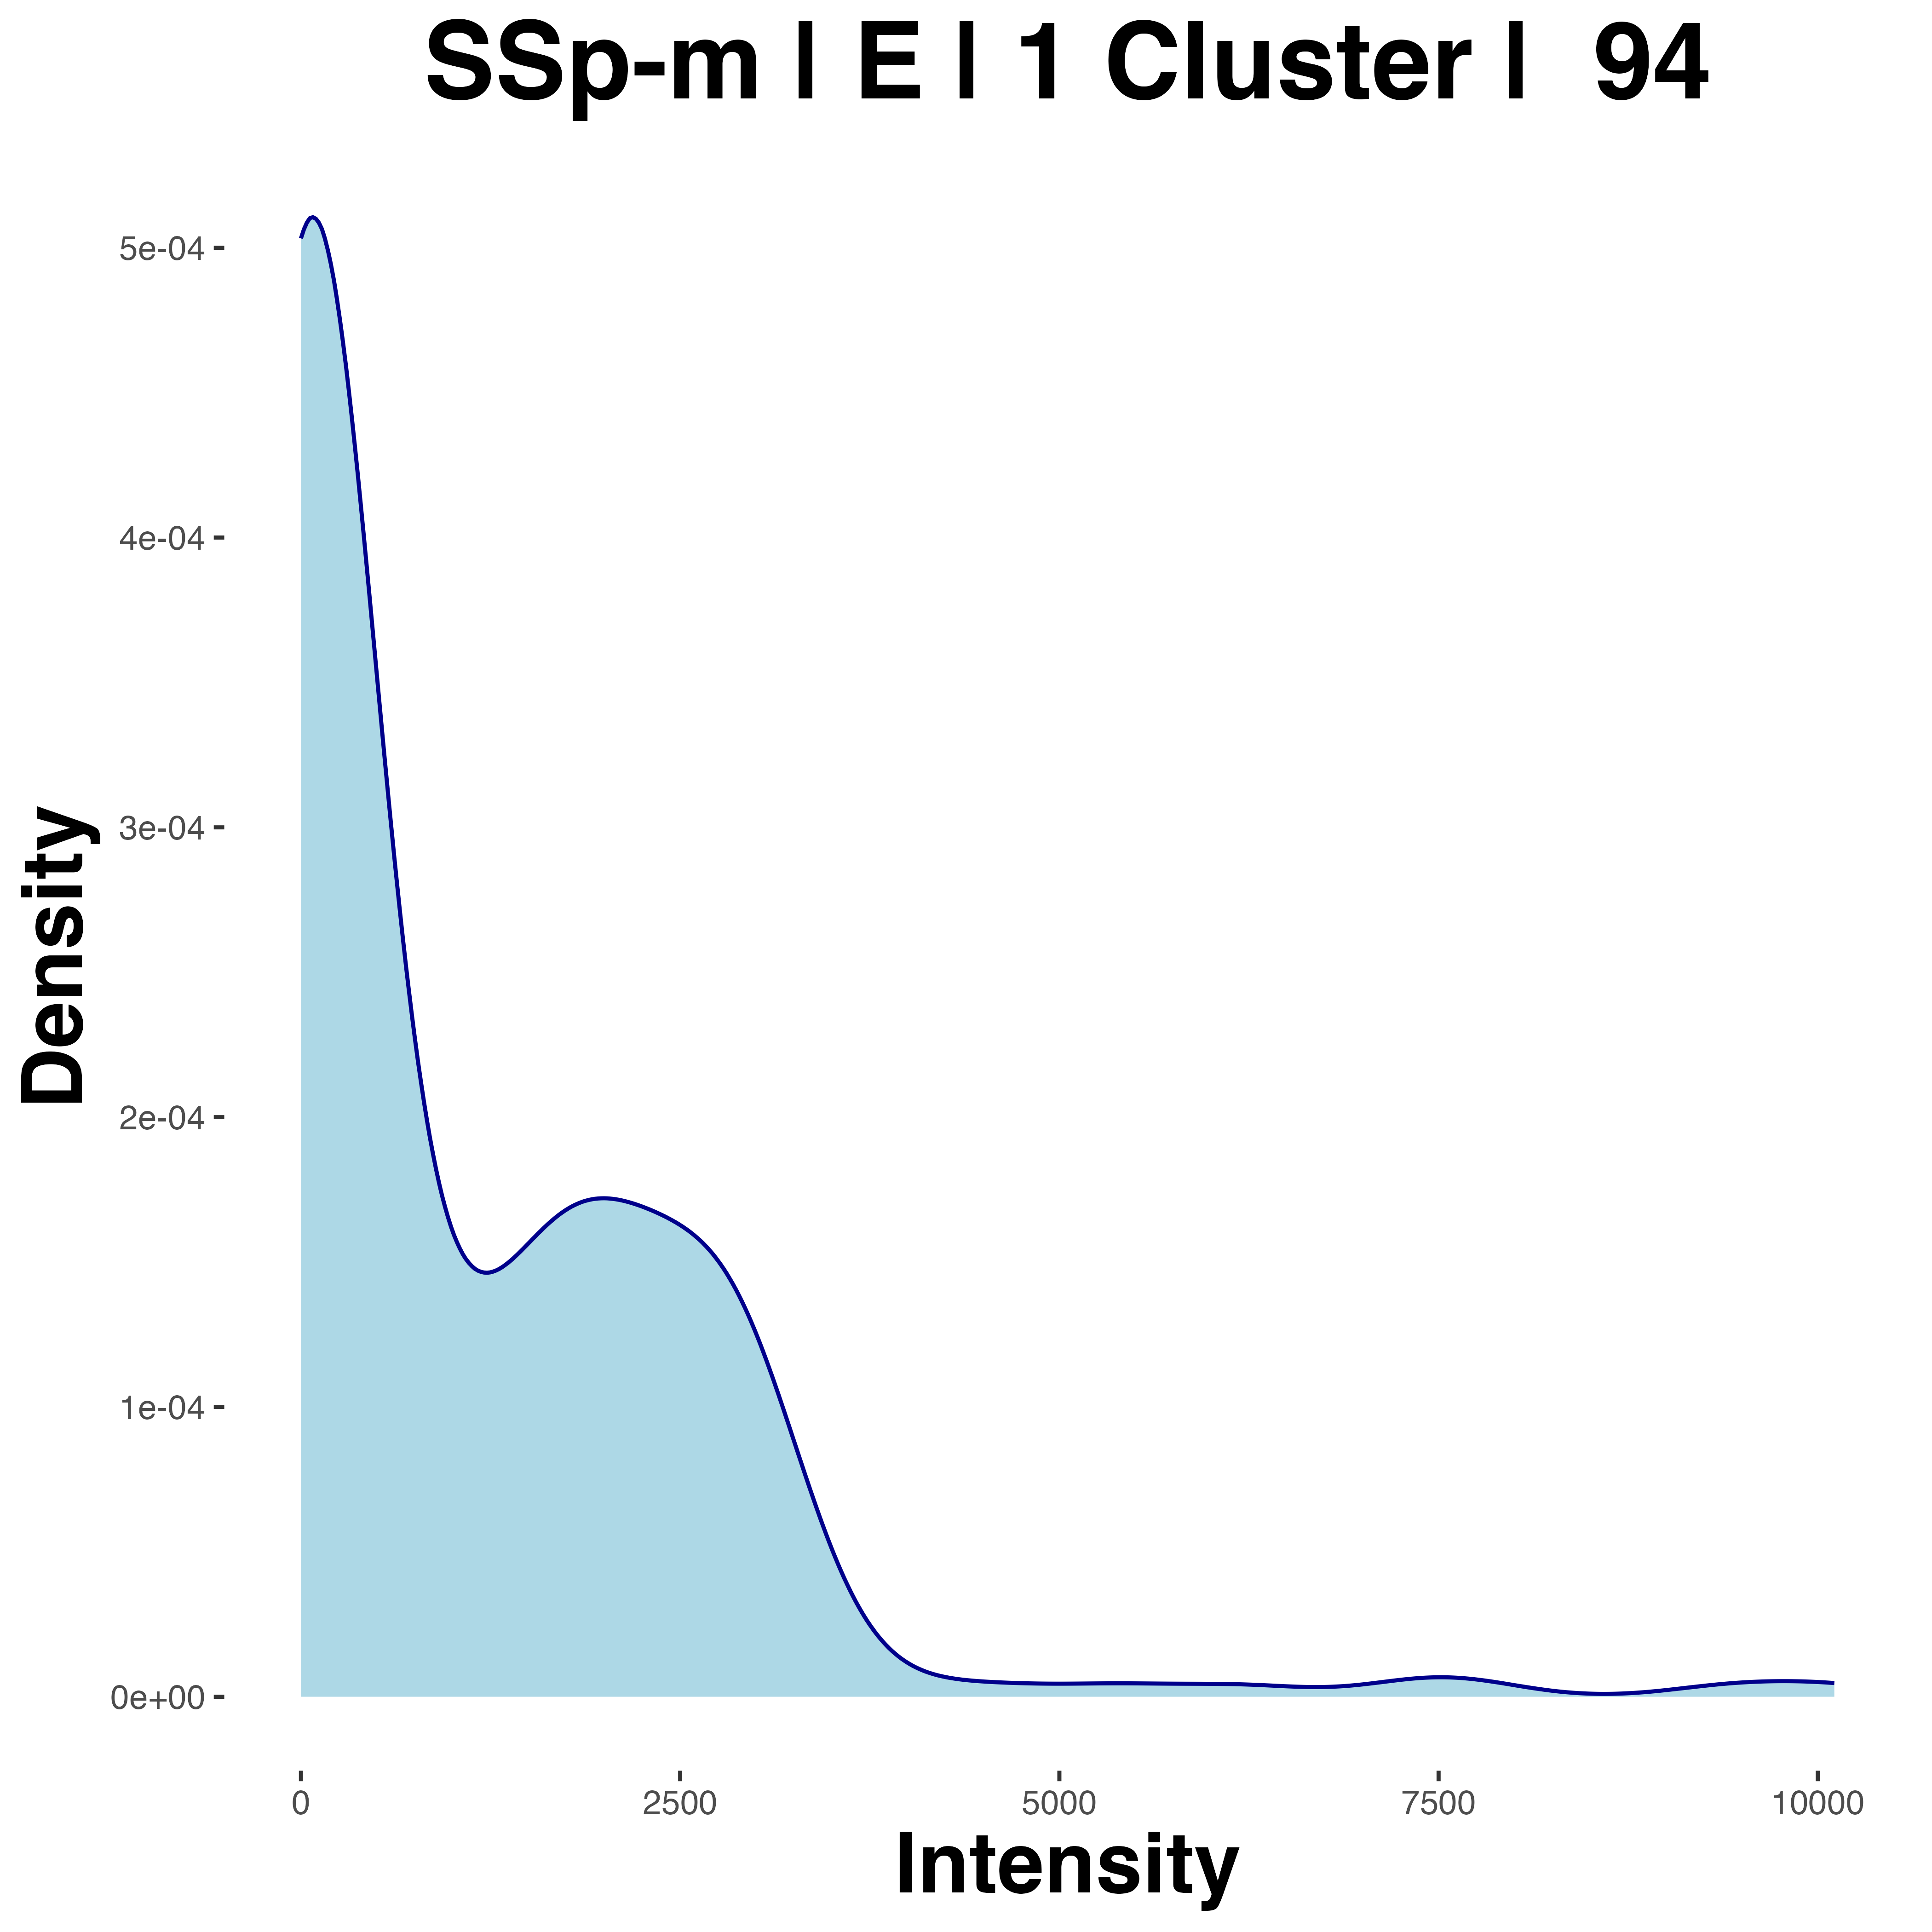 SSp-m | E | 1 Cluster |  94
Density
5e-04
4e-04
3e-04
2e-04
1e-04
0e+00
0
2500
5000
7500
10000
Intensity